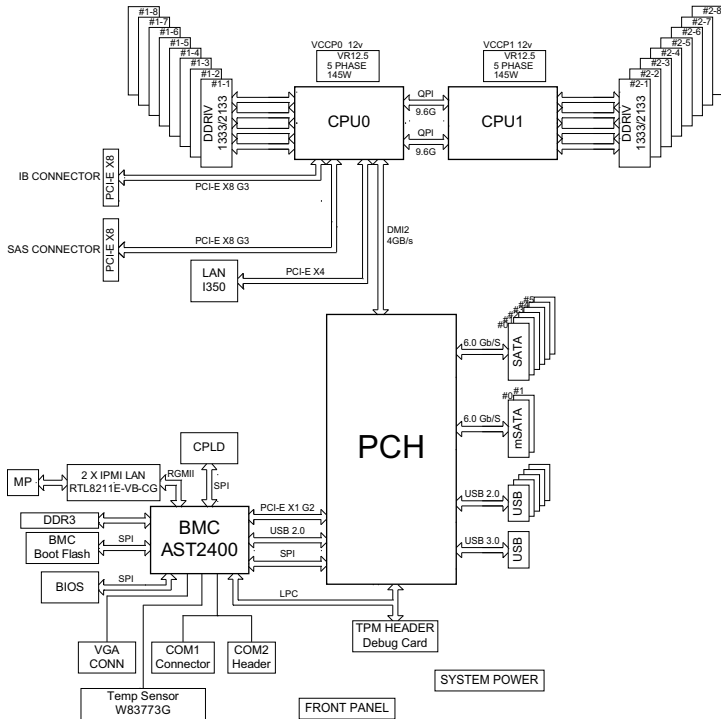 #1-8
#1-7
#1-6
#1-5
#1-4
#1-3
#1-2
#1-1
DDRIV
1333/2133
VCCP0 12v
VR12.5
5 PHASE
145W
CPU0
QPI
9.6G
QPI
9.6G
VCCP1 12v
VR12.5
5 PHASE
145W
CPU1
#2-8
#2-7
#2-6
#2-5
#2-4
#2-3
#2-2
#2-1
DDRIV
1333/2133
IB CONNECTOR
PCI-E X8
PCI-E X8 G3
SAS CONNECTOR
PCI-E X8
PCI-E X8 G3
LAN
I350
PCI-E X4
DMI2
4GB/s
PCH
6.0 Gb/S
#5
#0
SATA
6.0 Gb/S
#1
#0
mSATA
USB 2.0
USB
USB 3.0
USB
CPLD
SPI
MP
2 X IPMI LAN
RTL8211E-VB-CG
RGMII
DDR3
BMC
Boot Flash
SPI
BIOS
SPI
BMC
AST2400
PCI-E X1 G2
USB 2.0
SPI
LPC
VGA
CONN
COM1
Connector
COM2
Header
TPM HEADER
Debug Card
Temp Sensor
W83773G
SYSTEM POWER
FRONT PANEL